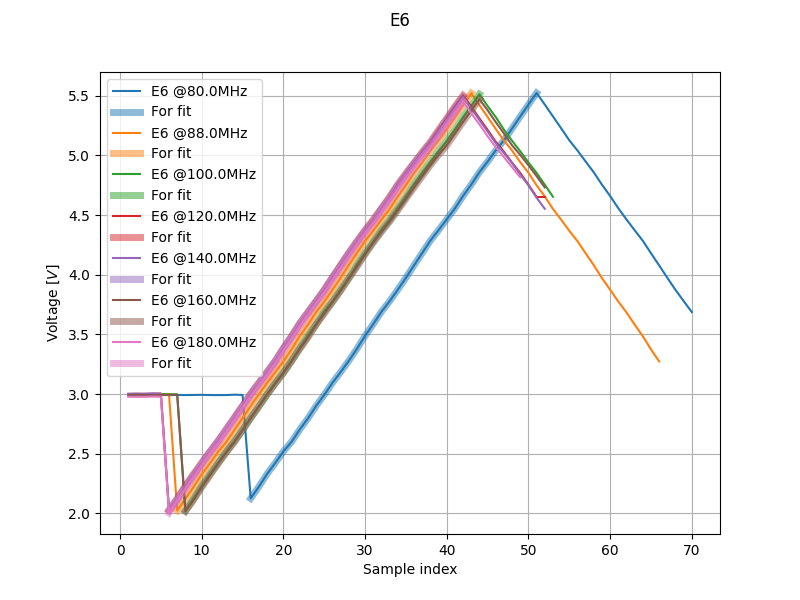 E6
E6 @80.0MHz
For fit
E6 @88.0MHz
For fit
E6 @100.0MHz
For fit
E6 @120.0MHz
For fit
E6 @140.0MHz
For fit
E6 @160.0MHz
For fit
E6 @180.0MHz
For fit
Voltage [V]
5.5
5.0
4.5
4.0
3.5
3.0
2.5
2.0
0 10 20 30 40 50 60 70
Sample index